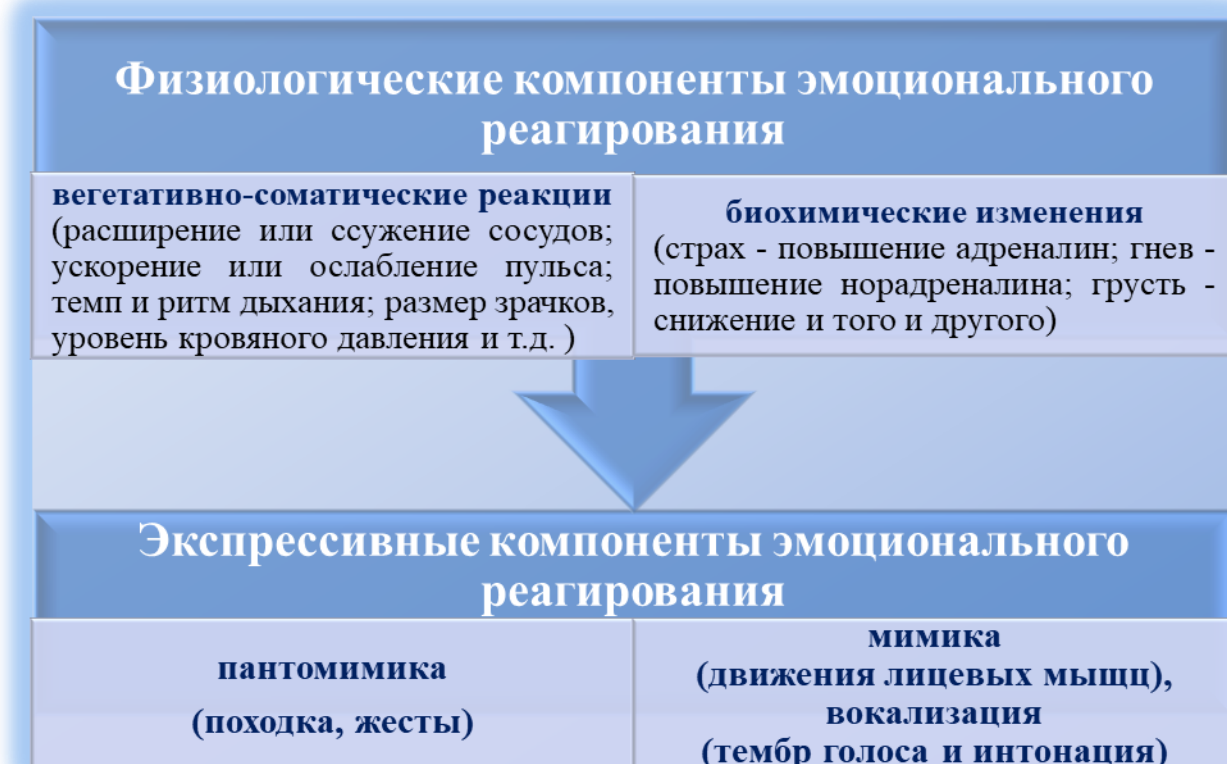 Физиологические компоненты эмоционального
реагирования
вегетативно-соматические реакции
(расширение или ссужение сосудов;
ускорение или ослабление пульса;
темп и ритм дыхания; размер зрачков,
уровень кровяного давления и т.д. )
биохимические изменения
(страх - повышение адреналин; гнев -
повышение норадреналина; грусть -
снижение и того и другого)
Экспрессивные компоненты эмоционального
реагирования
пантомимика
(походка, жесты)
мимика
(движения лицевых мыщц),
вокализация
(тембр голоса и интонация)